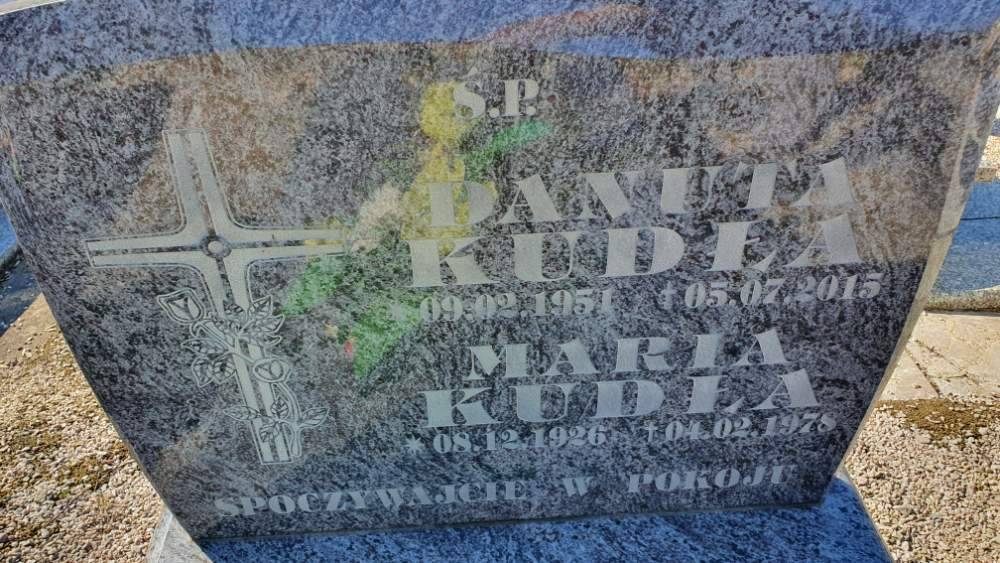 Ś.P.
DANUTA
KUDŁA
*09.02.1951 †05.07.2015
MARIA
KUDŁA
*08.12.1926 †04.02.1978
SPOCZYWAJCIE W POKOJU